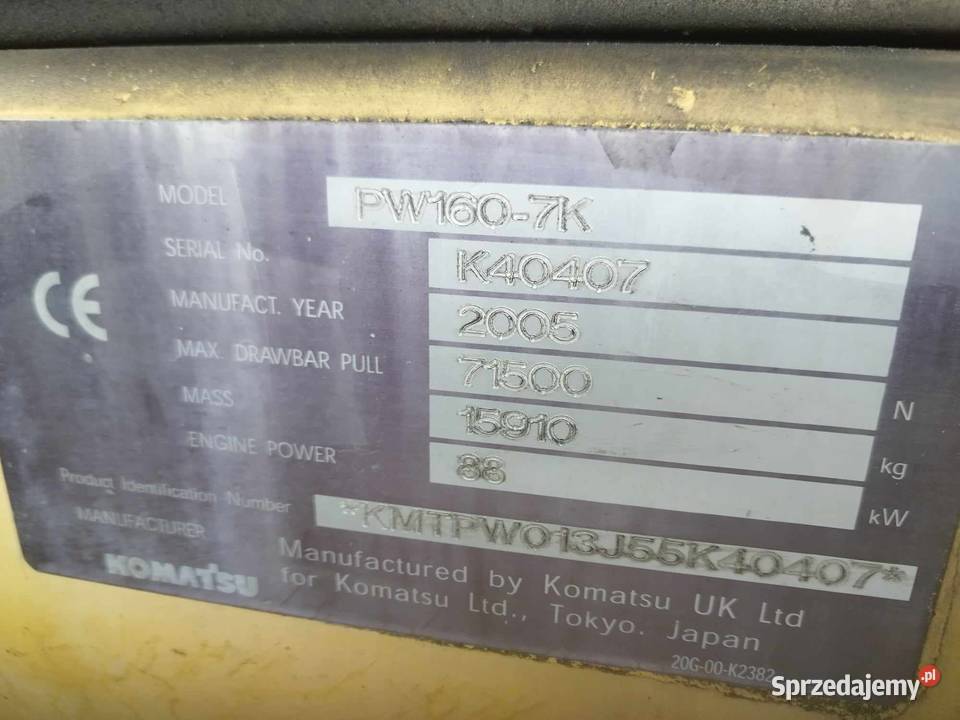 MODEL PW160-7K
SERIAL No. K40407
MANUFACT. YEAR 2005
MAX. DRAWBAR PULL 71500 N
MASS 15910 kg
ENGINE POWER 88 kW
Product Identification Number *KMTPW013J55K40407*
MANUFACTURER
CE
KOMATSU
Manufactured by Komatsu UK Ltd
for Komatsu Ltd., Tokyo. Japan
20G-00-K2382
Sprzedajemy.pl